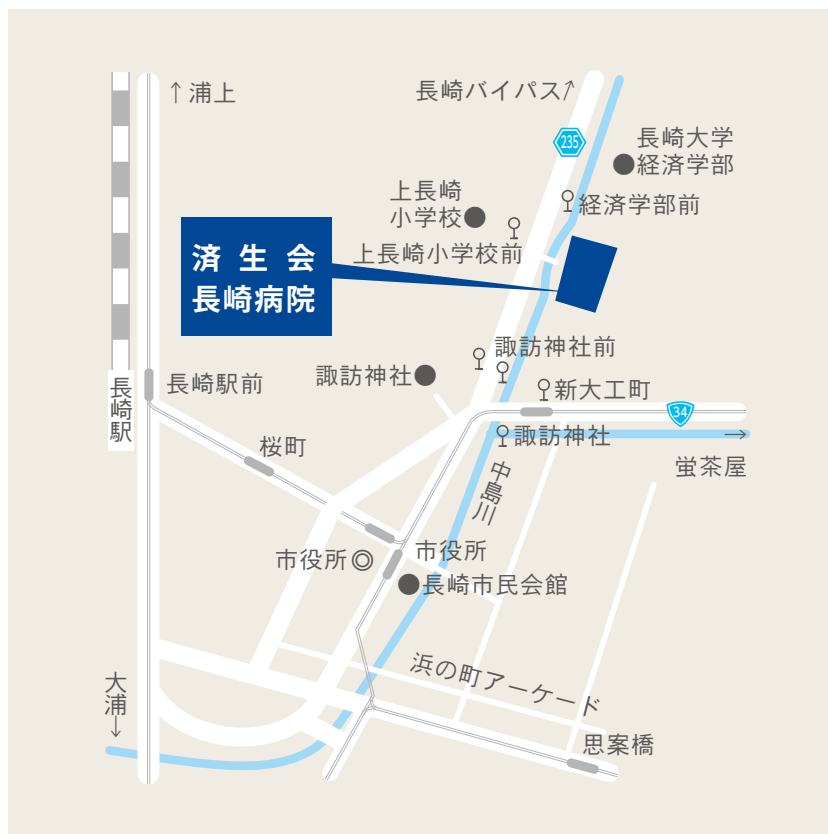 ↑浦上
長崎バイパス↑
235
長崎大学
経済学部
上長崎
小学校
経済学部前
上長崎小学校前
済生会
長崎病院
諏訪神社前
諏訪神社
長崎駅前
長崎駅
新大工町
34
桜町
諏訪神社
→
蛍茶屋
中島川
市役所◎
市役所
長崎市民会館
浜の町アーケード
大浦↓
思案橋